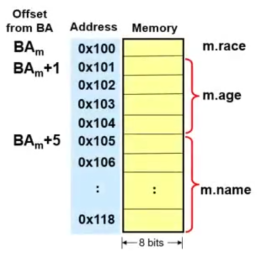 Offset
from BA Address Memory
BAm 0x100 m.race
BAm+1 0x101
0x102
0x103 m.age
0x104
BAm+5 0x105
0x106
: : m.name
0x118
8 bits